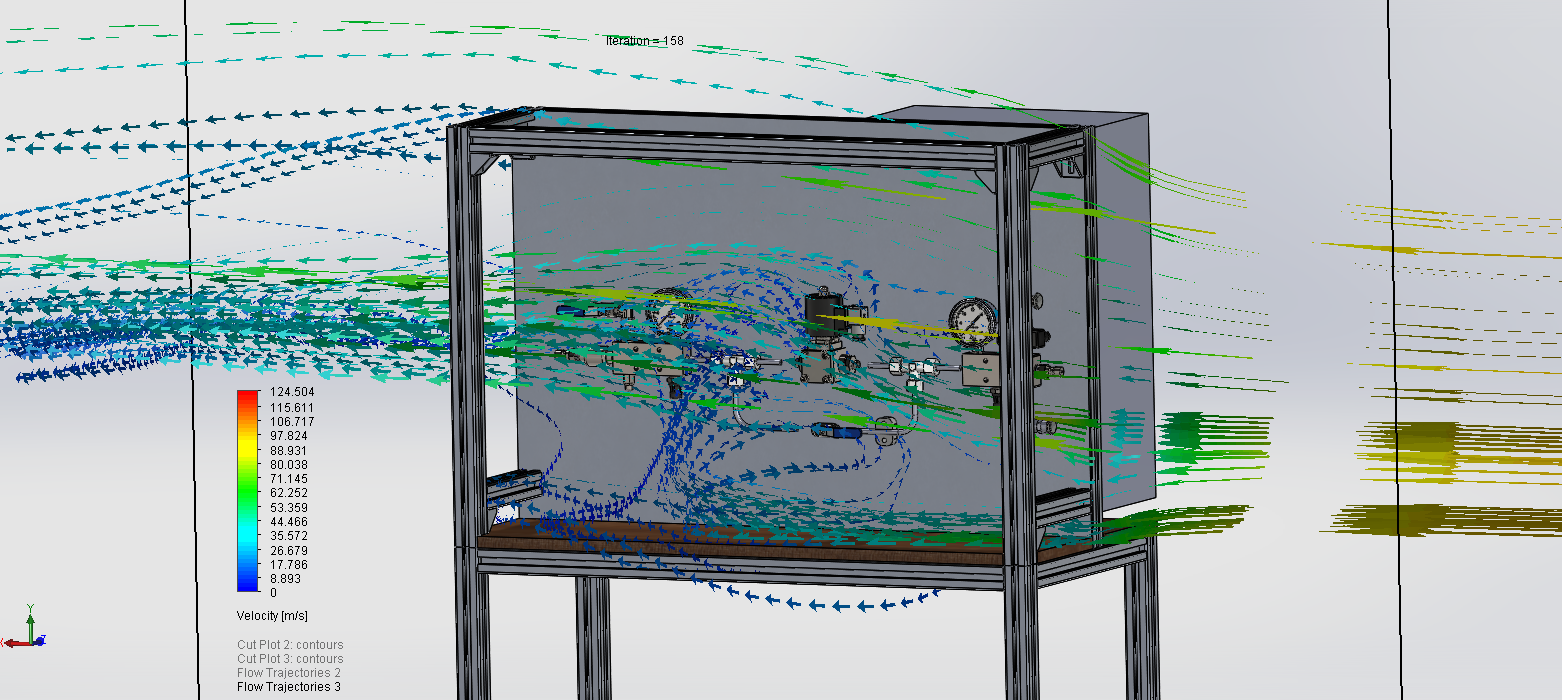 Iteration = 158
124.504
115.611
106.717
97.824
88.931
80.038
71.145
62.252
53.359
44.466
35.572
26.679
17.786
8.893
0
Velocity [m/s]
Cut Plot 2: contours
Cut Plot 3: contours
Flow Trajectories 2
Flow Trajectories 3
Y